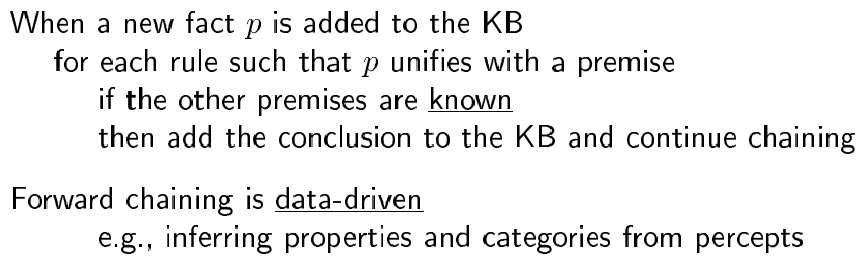 When a new fact p is added to the KB
for each rule such that p unifies with a premise
if the other premises are known
then add the conclusion to the KB and continue chaining
Forward chaining is data-driven
e.g., inferring properties and categories from percepts